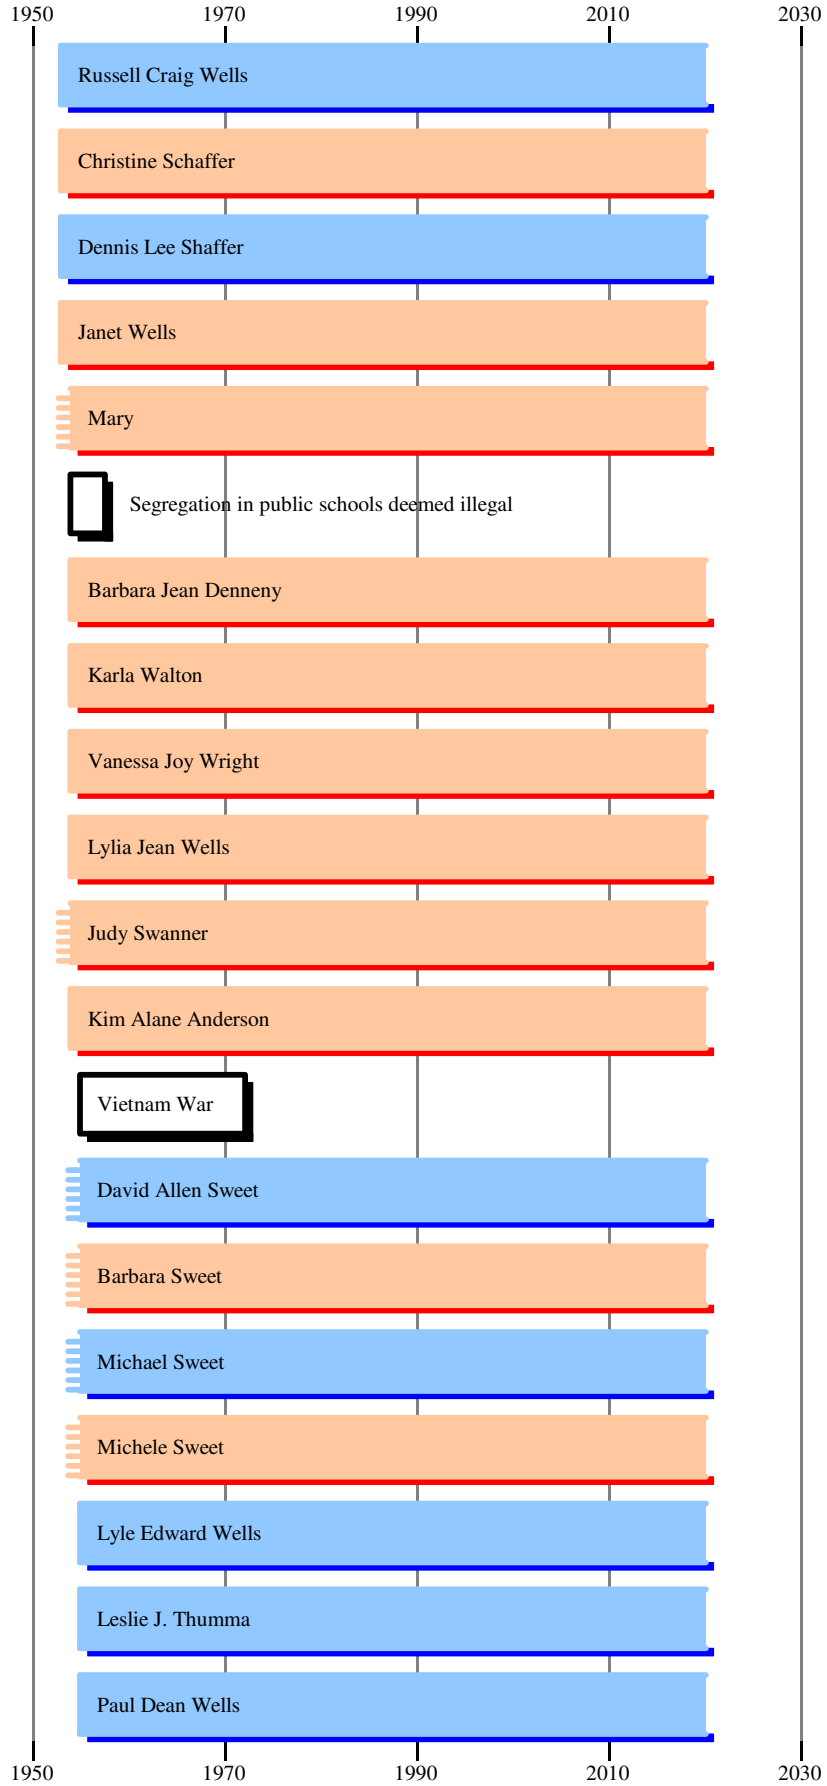 1950 1970 1990 2010 2030
Russell Craig Wells
Christine Schaffer
Dennis Lee Shaffer
Janet Wells
Mary
Segregation in public schools deemed illegal
Barbara Jean Denneny
Karla Walton
Vanessa Joy Wright
Lylia Jean Wells
Judy Swanner
Kim Alane Anderson
Vietnam War
David Allen Sweet
Barbara Sweet
Michael Sweet
Michele Sweet
Lyle Edward Wells
Leslie J. Thumma
Paul Dean Wells
1950 1970 1990 2010 2030